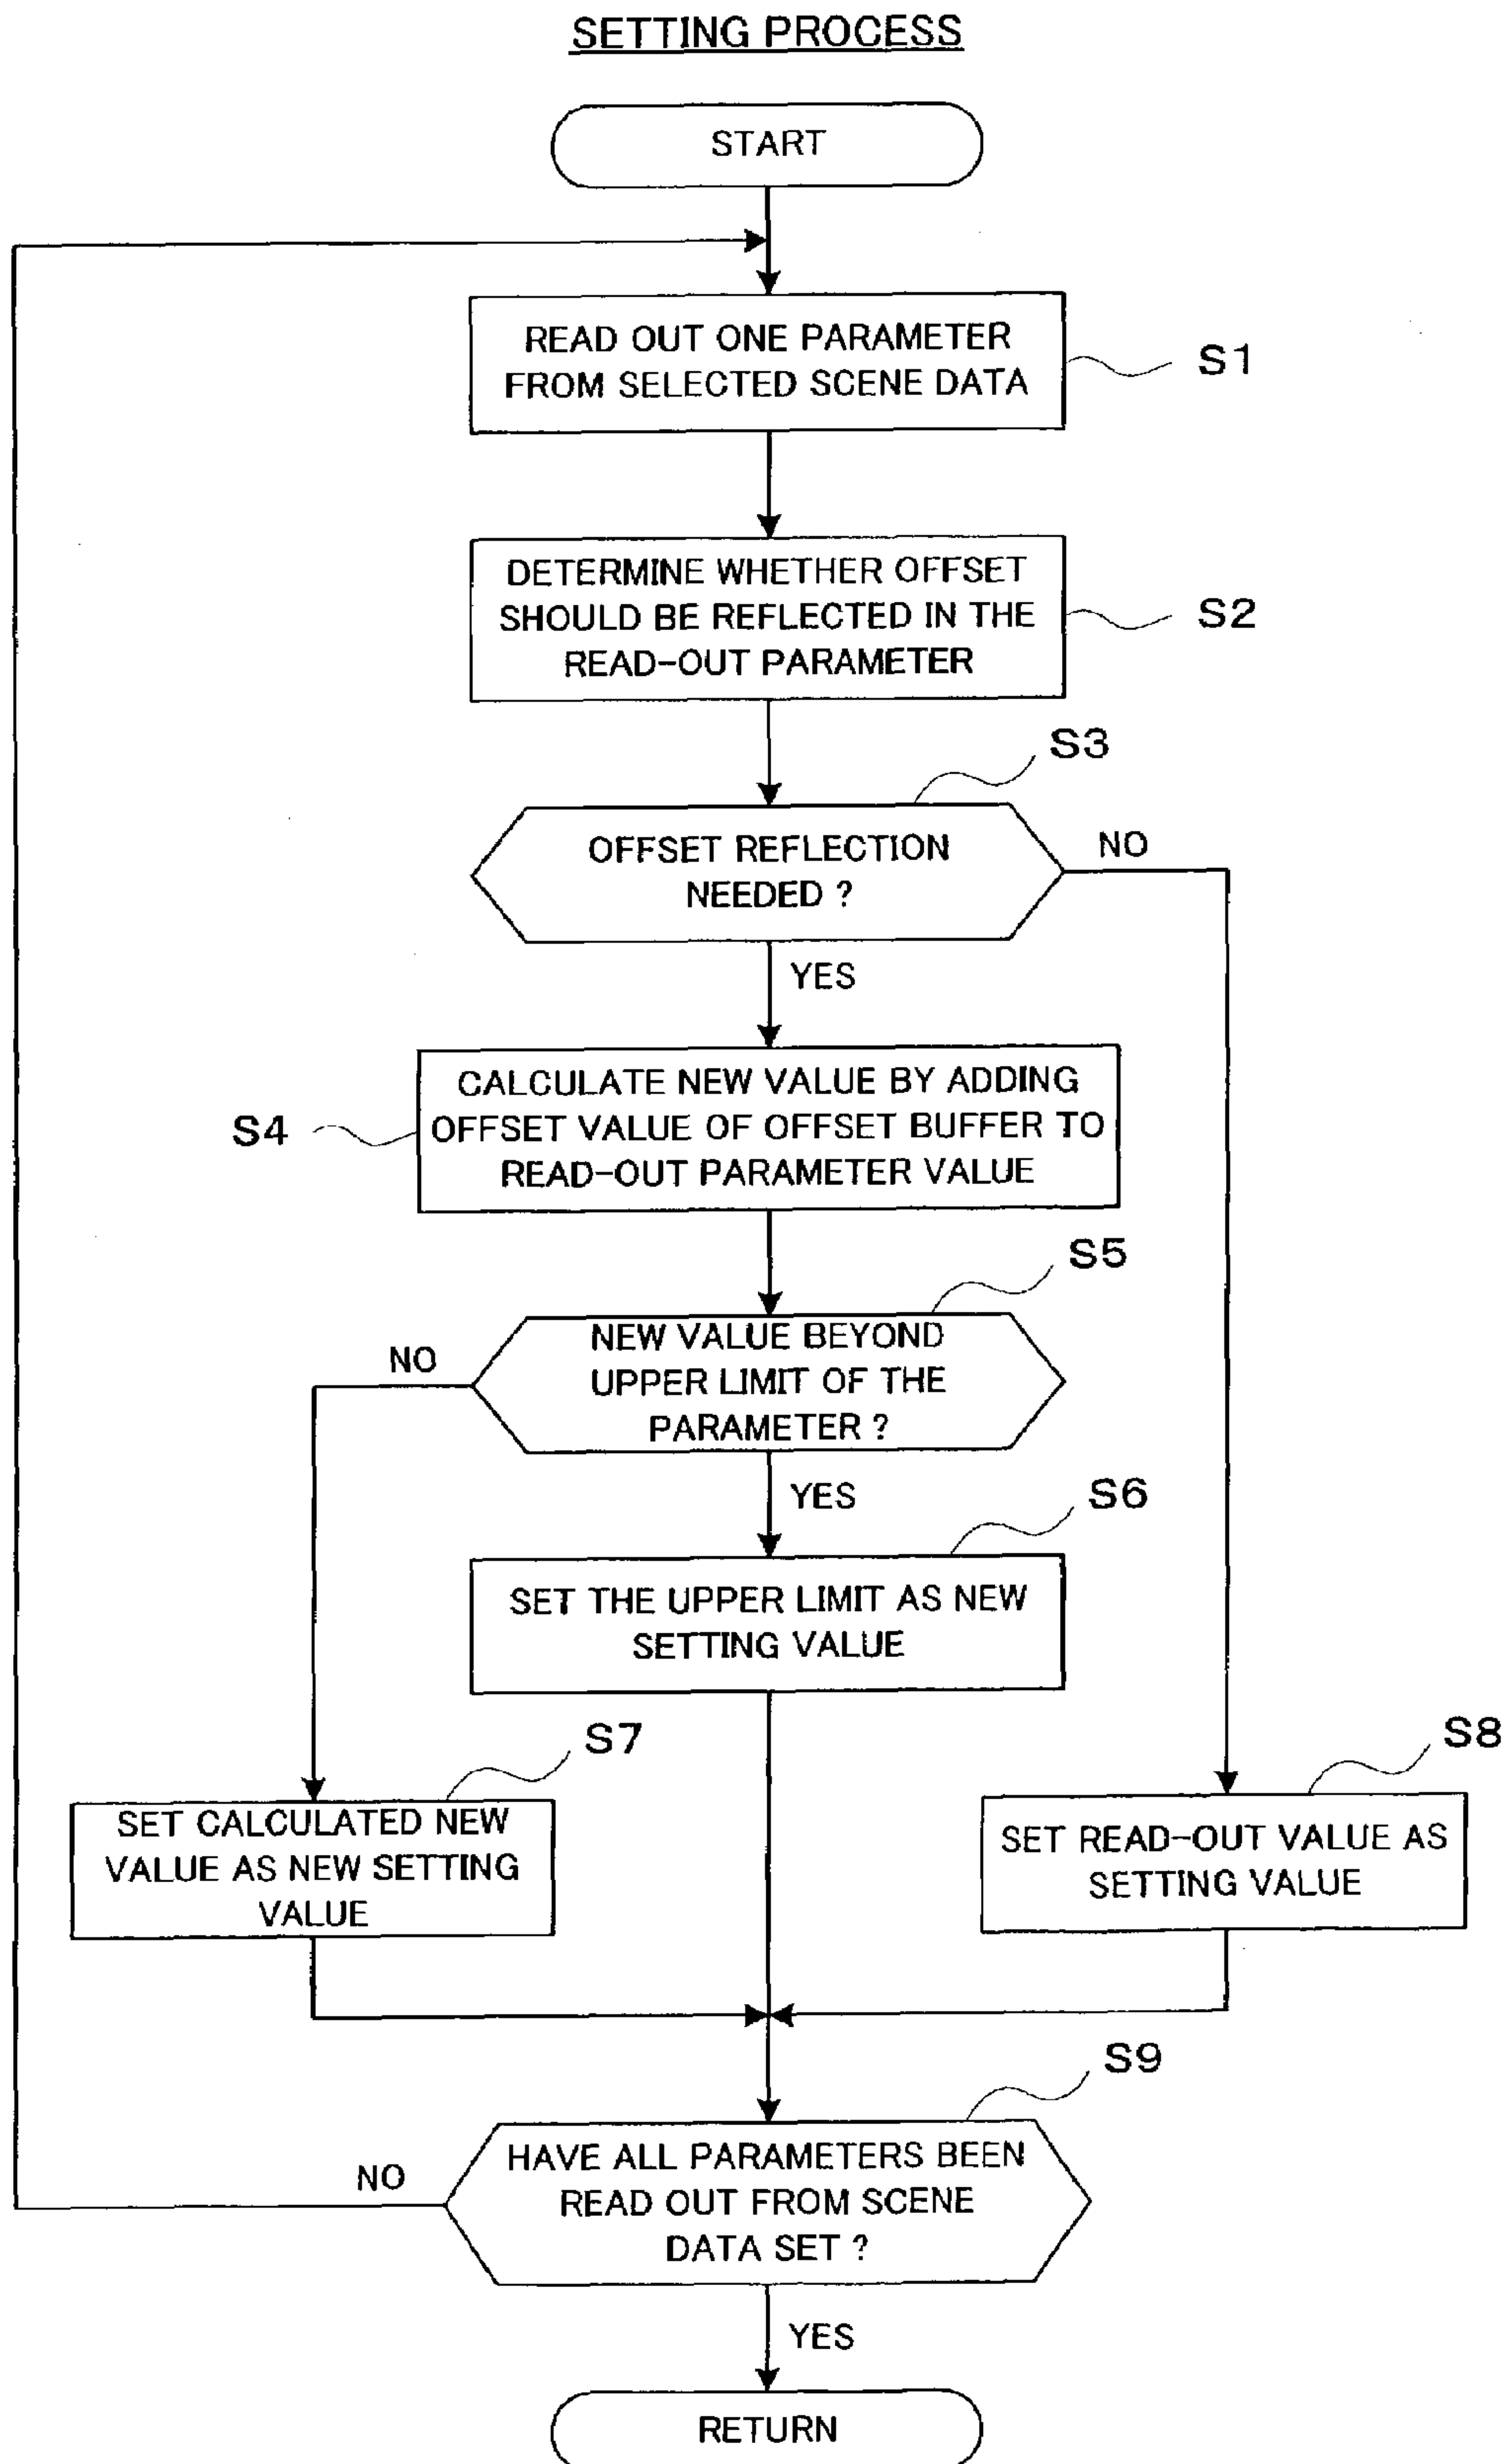 SETTING PROCESS
START
READ OUT ONE PARAMETER
FROM SELECTED SCENE DATA
S1
DETERMINE WHETHER OFFSET
SHOULD BE REFLECTED IN THE
READ-OUT PARAMETER
S2
S3
OFFSET REFLECTION
NEEDED ?
NO
YES
CALCULATE NEW VALUE BY ADDING
OFFSET VALUE OF OFFSET BUFFER TO
READ-OUT PARAMETER VALUE
S4
S5
NEW VALUE BEYOND
UPPER LIMIT OF THE
PARAMETER ?
NO
YES
S6
SET THE UPPER LIMIT AS NEW
SETTING VALUE
S7
SET CALCULATED NEW
VALUE AS NEW SETTING
VALUE
S8
SET READ-OUT VALUE AS
SETTING VALUE
S9
HAVE ALL PARAMETERS BEEN
READ OUT FROM SCENE
DATA SET ?
NO
YES
RETURN